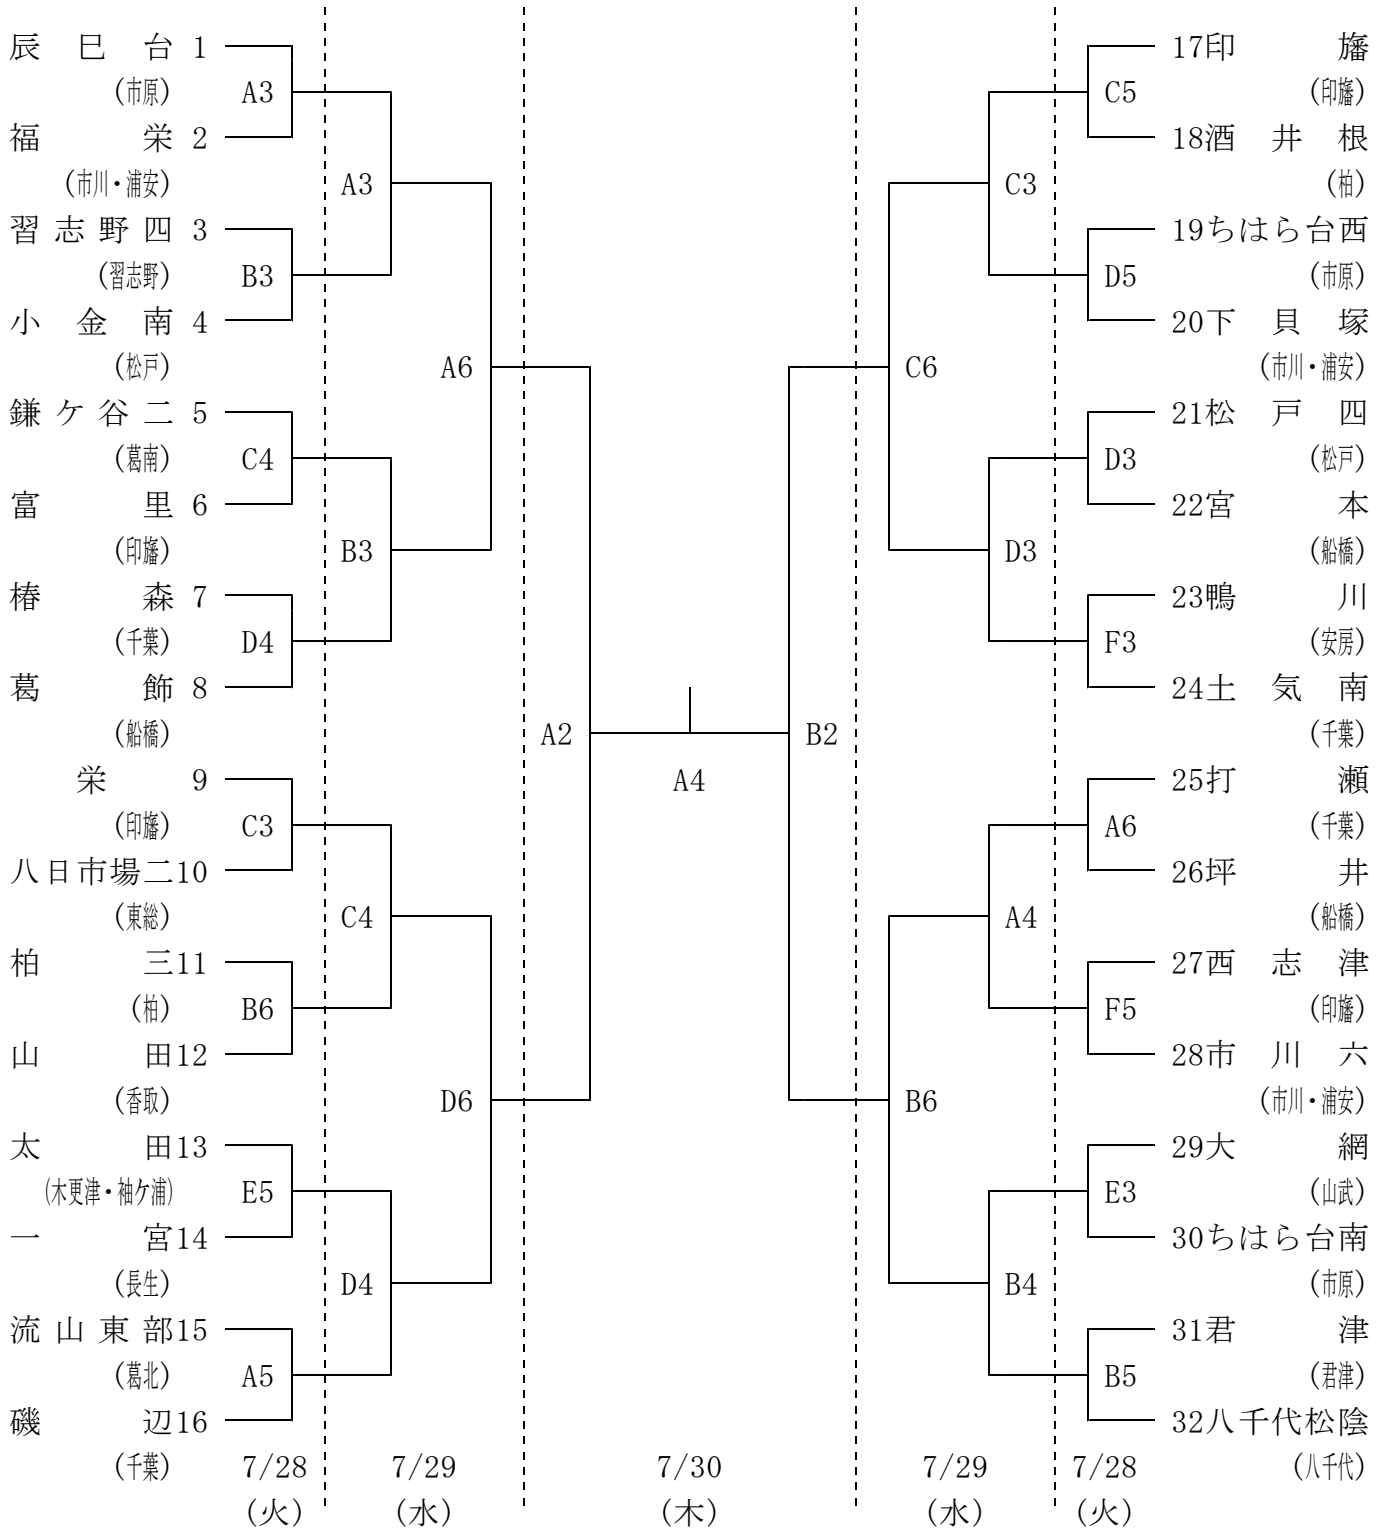 辰巳台 1 17印旛
(市原) A3 C5 (印旛)
福栄 2 18酒井根
(市川・浦安) A3 C3 (柏)
習志野四 3 19ちはら台西
(習志野) B3 D5 (市原)
小金南 4 20下貝塚
(松戸) A6 C6 (市川・浦安)
鎌ケ谷二 5 21松戸四
(葛南) C4 D3 (松戸)
富里 6 22宮本
(印旛) B3 D3 (船橋)
椿森 7 23鴨川
(千葉) D4 F3 (安房)
葛飾 8 24土気南
(船橋) A2 B2 (千葉)
栄 9 A4 25打瀬
(印旛) C3 A6 (千葉)
八日市場二10 26坪井
(東総) C4 A4 (船橋)
柏三11 27西志津
(柏) B6 F5 (印旛)
山田12 28市川六
(香取) D6 B6 (市川・浦安)
太田13 29大網
(木更津・袖ケ浦) E5 E3 (山武)
一宮14 30ちはら台南
(長生) D4 B4 (市原)
流山東部15 31君津
(葛北) A5 B5 (君津)
磯辺16 32八千代松陰
(千葉) 7/28 7/29 7/30 7/29 7/28 (八千代)
(火) (水) (木) (水) (火)